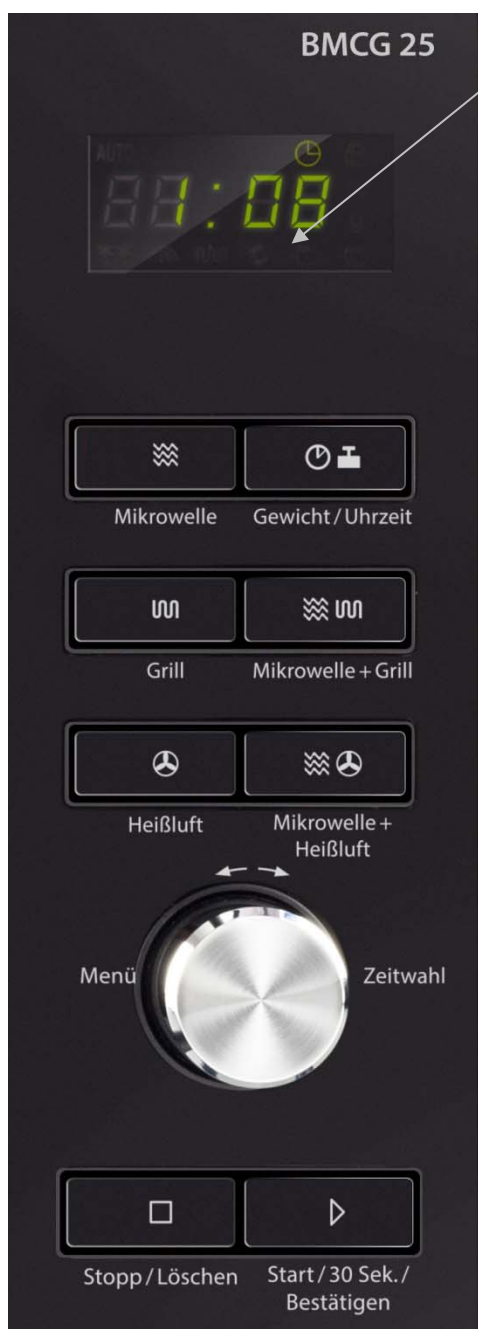 BMCG 25
AUTO
1:08
Mikrowelle
Gewicht / Uhrzeit
Grill
Mikrowelle + Grill
Heißluft
Mikrowelle +
Heißluft
Menü
Zeitwahl
Stopp / Löschen
Start / 30 Sek. /
Bestätigen